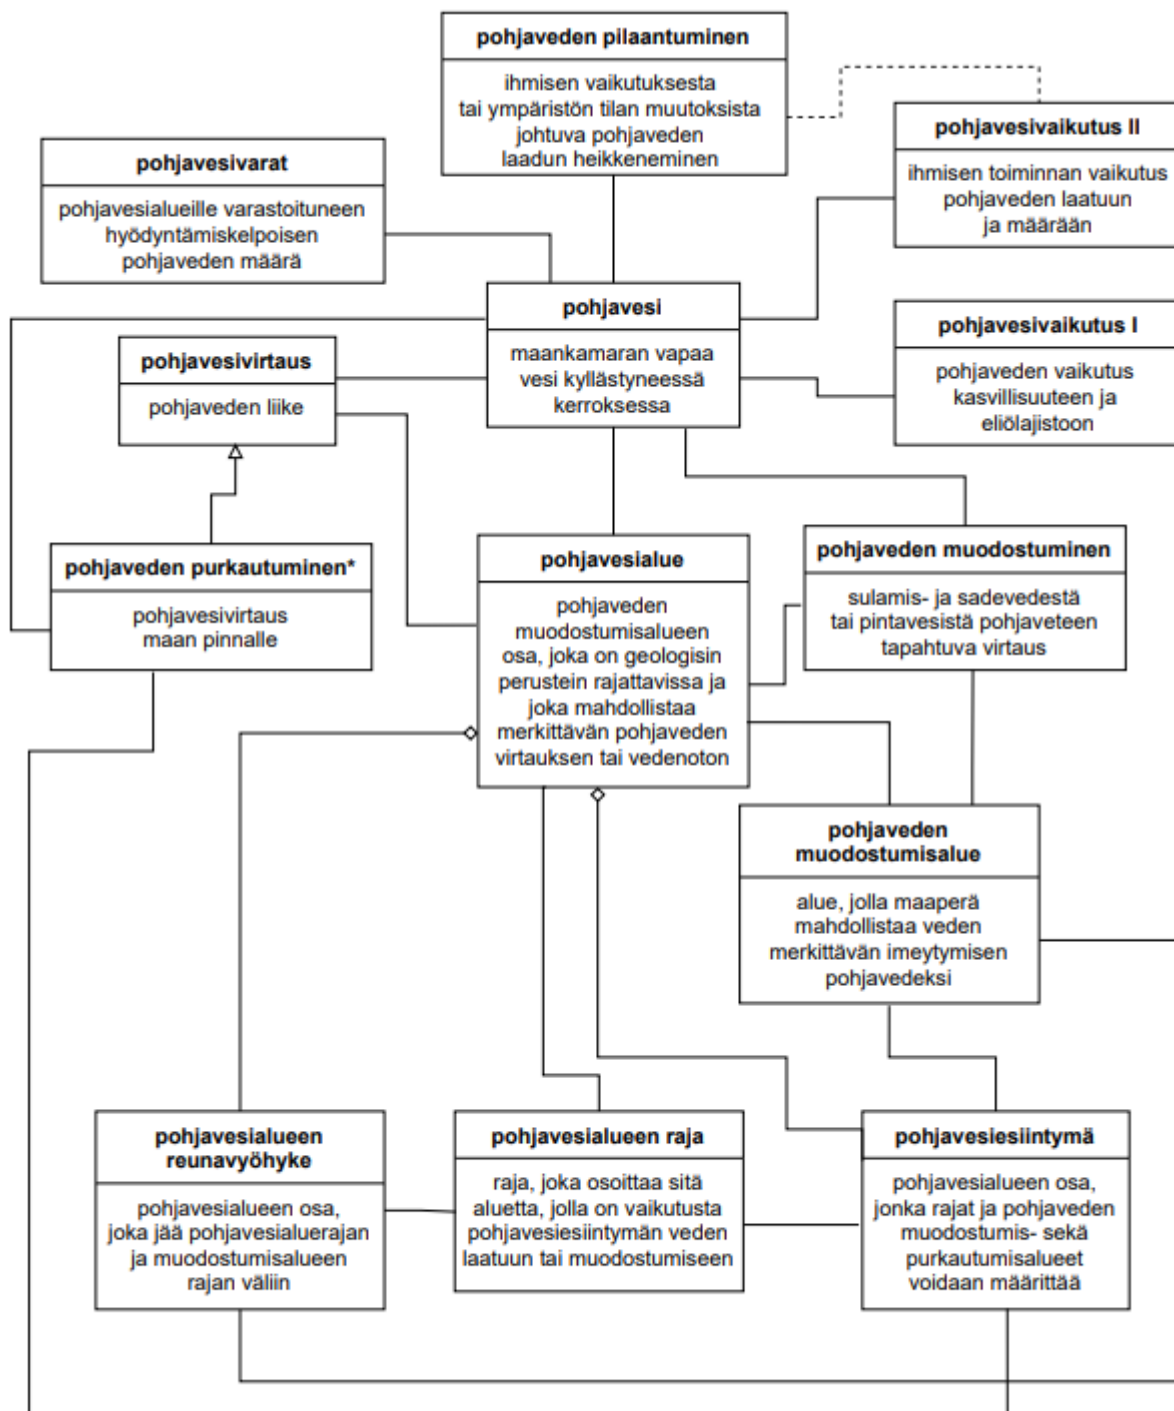 pohjaveden pilaantuminen
ihmisen vaikutuksesta
tai ympäristön tilan muutoksista
johtuva pohjaveden
laadun heikkeneminen
pohjavesivaikutus II
ihmisen toiminnan vaikutus
pohjaveden laatuun
ja määrään
pohjavesivarat
pohjavesialueille varastoituneen
hyödyntämiskelpoisen
pohjaveden määrä
pohjavesi
maankamaran vapaa
vesi kyllästyneessä
kerroksessa
pohjavesivaikutus I
pohjaveden vaikutus
kasvillisuuteen ja
eliölajistoon
pohjavesivirtaus
pohjaveden liike
pohjaveden purkautuminen*
pohjavesivirtaus
maan pinnalle
pohjavesialue
pohjaveden
muodostumisalueen
osa, joka on geologisin
perustein rajattavissa ja
joka mahdollistaa
merkittävän pohjaveden
virtauksen tai vedenoton
pohjaveden muodostuminen
sulamis- ja sadevedestä
tai pintavesistä pohjaveteen
tapahtuva virtaus
pohjaveden
muodostumisalue
alue, jolla maaperä
mahdollistaa veden
merkittävän imeytymisen
pohjavedeksi
pohjavesialueen
reunavyöhyke
pohjavesialueen osa,
joka jää pohjavesialuerajan
ja muodostumisalueen
rajan väliin
pohjavesialueen raja
raja, joka osoittaa sitä
aluetta, jolla on vaikutusta
pohjavesiesiintymän veden
laatuun tai muodostumiseen
pohjavesiesiintymä
pohjavesialueen osa,
jonka rajat ja pohjaveden
muodostumis- sekä
purkautumisalueet
voidaan määrittää